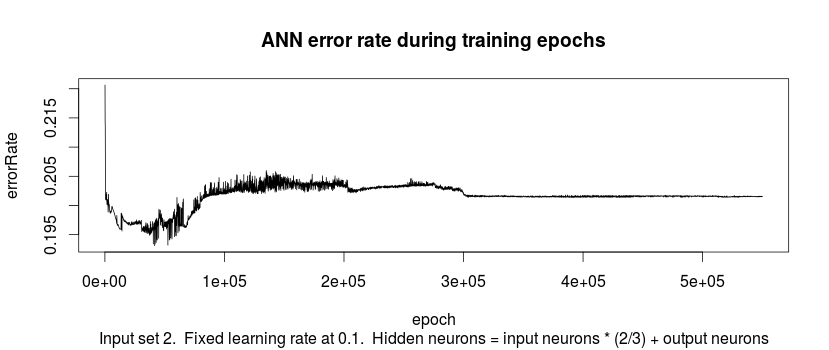 ANN error rate during training epochs
errorRate
0.215
0.205
0.195
0e+00 1e+05 2e+05 3e+05 4e+05 5e+05
epoch
Input set 2. Fixed learning rate at 0.1. Hidden neurons = input neurons * (2/3) + output neurons